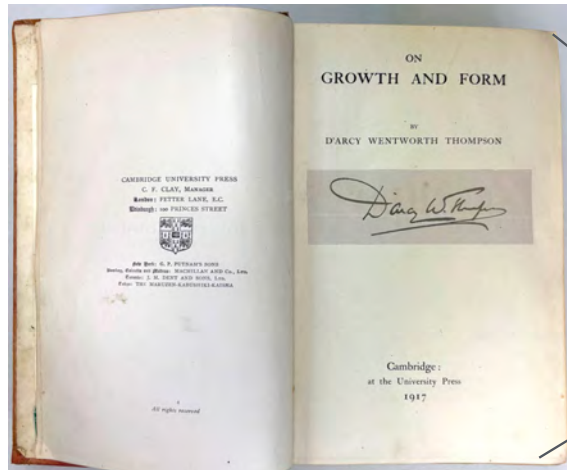 CAMBRIDGE UNIVERSITY PRESS
C. F. CLAY, MANAGER
London: FETTER LANE, E.C.
Edinburgh: 100 PRINCES STREET
New York: G. P. PUTNAM'S SONS
Bombay, Calcutta and Madras: MACMILLAN AND Co., LTD.
Toronto: J. M. DENT AND SONS, LTD.
Tokyo: THE MARUZEN-KABUSHIKI-KAISHA
All rights reserved
ON
GROWTH AND FORM
BY
D'ARCY WENTWORTH THOMPSON
D'Arcy W. Thompson
Cambridge:
at the University Press
1917